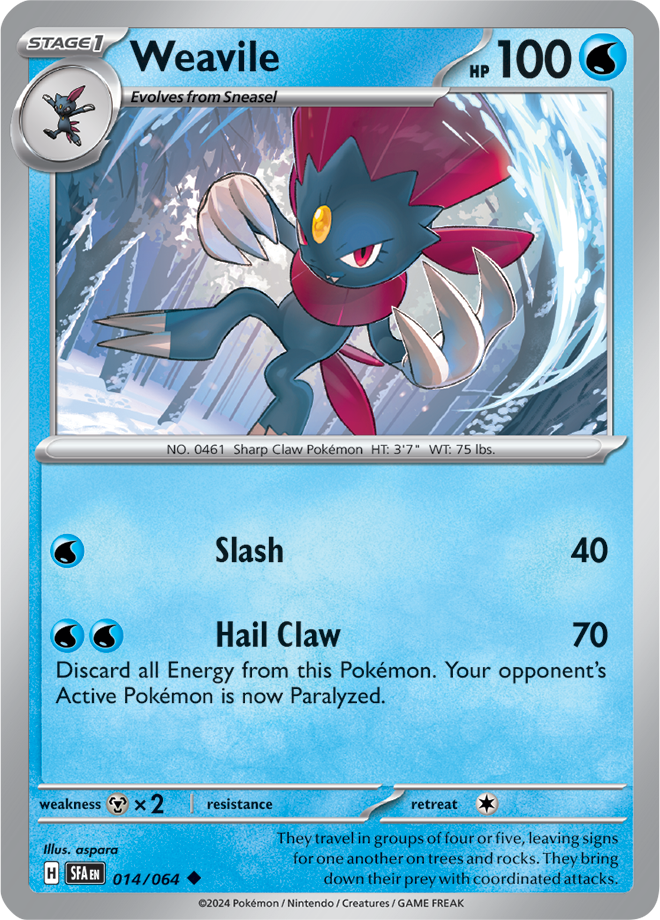 STAGE 1
Weavile
HP 100
Evolves from Sneasel
NO. 0461 Sharp Claw Pokémon HT: 3'7" WT: 75 lbs.
Slash 40
Hail Claw 70
Discard all Energy from this Pokémon. Your opponent's
Active Pokémon is now Paralyzed.
weakness ×2 resistance retreat
Illus. aspara
They travel in groups of four or five, leaving signs
for one another on trees and rocks. They bring
down their prey with coordinated attacks.
H SFA EN 014/064
©2024 Pokémon / Nintendo / Creatures / GAME FREAK